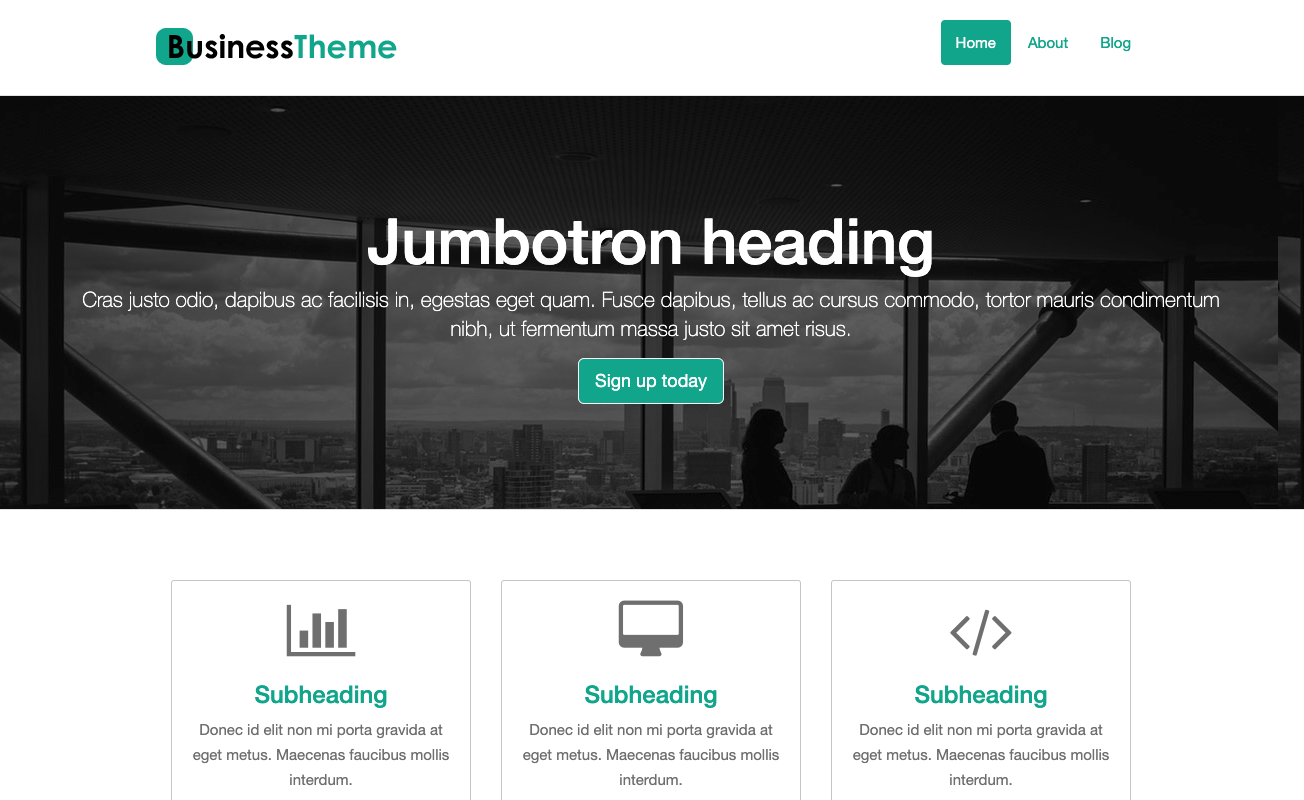 BusinessTheme
Home About Blog
Jumbotron heading
Cras justo odio, dapibus ac facilisis in, egestas eget quam. Fusce dapibus, tellus ac cursus commodo, tortor mauris condimentum
nibh, ut fermentum massa justo sit amet risus.
Sign up today
Subheading
Donec id elit non mi porta gravida at
eget metus. Maecenas faucibus mollis
interdum.
Subheading
Donec id elit non mi porta gravida at
eget metus. Maecenas faucibus mollis
interdum.
Subheading
Donec id elit non mi porta gravida at
eget metus. Maecenas faucibus mollis
interdum.